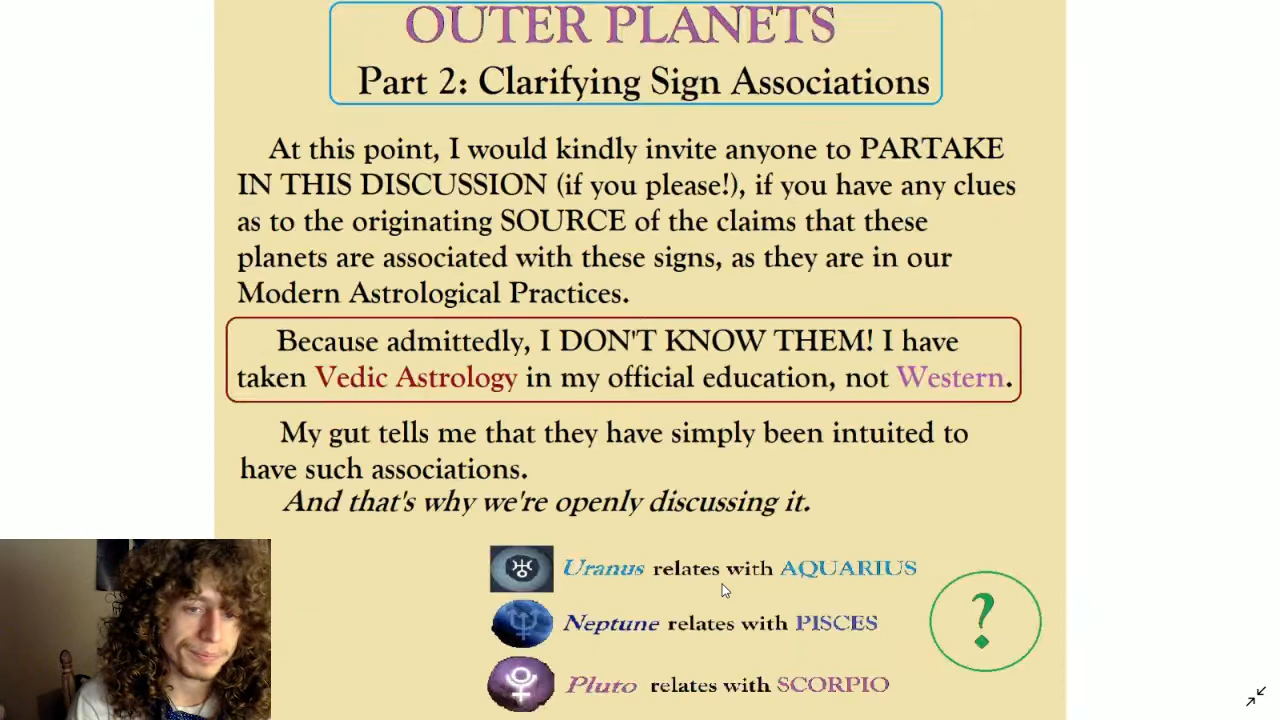 OUTER PLANETS
Part 2: Clarifying Sign Associations
At this point, I would kindly invite anyone to PARTAKE
IN THIS DISCUSSION (if you please!), if you have any clues
as to the originating SOURCE of the claims that these
planets are associated with these signs, as they are in our
Modern Astrological Practices.
Because admittedly, I DON'T KNOW THEM! I have
taken Vedic Astrology in my official education, not Western.
My gut tells me that they have simply been intuited to
have such associations.
And that's why we're openly discussing it.
Uranus relates with AQUARIUS
Neptune relates with PISCES
Pluto relates with SCORPIO
?